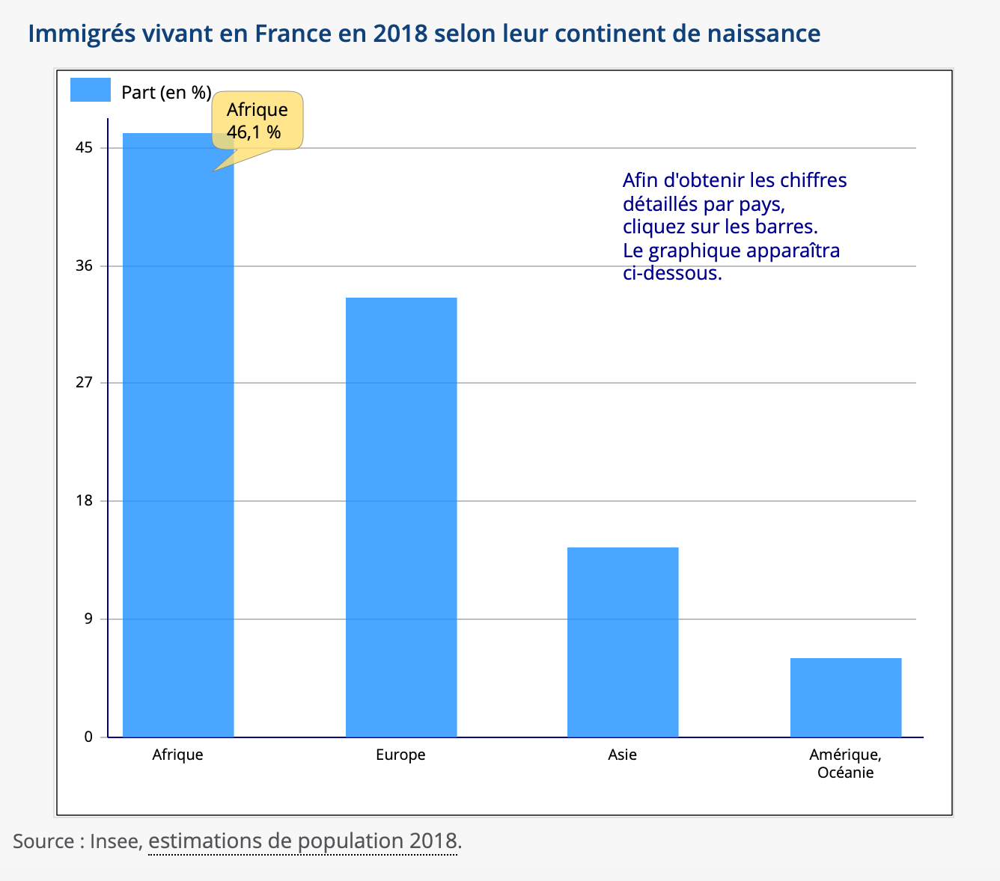 Immigrés vivant en France en 2018 selon leur continent de naissance
Part (en %)
Afrique
46,1 %
45
36
27
18
9
0
Afin d'obtenir les chiffres
détaillés par pays,
cliquez sur les barres.
Le graphique apparaîtra
ci-dessous.
Afrique
Europe
Asie
Amérique,
Océanie
Source : Insee, estimations de population 2018.